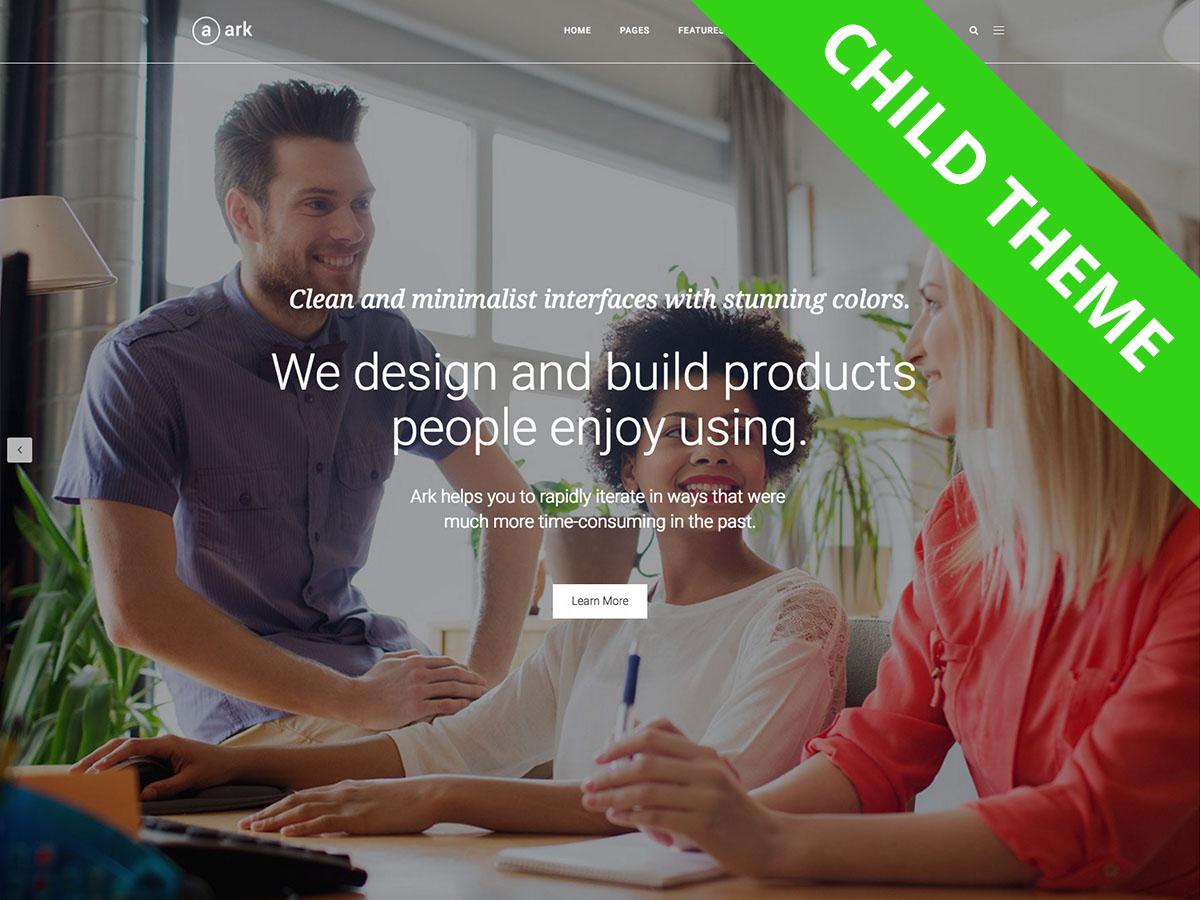 a ark
HOME PAGES FEATURES
CHILD THEME
Clean and minimalist interfaces with stunning colors.
We design and build products
people enjoy using.
Ark helps you to rapidly iterate in ways that were
much more time-consuming in the past.
Learn More